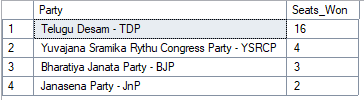 Party Seats_Won
1 Telugu Desam - TDP 16
2 Yuvajana Sramika Rythu Congress Party - YSRCP 4
3 Bharatiya Janata Party - BJP 3
4 Janasena Party - JnP 2